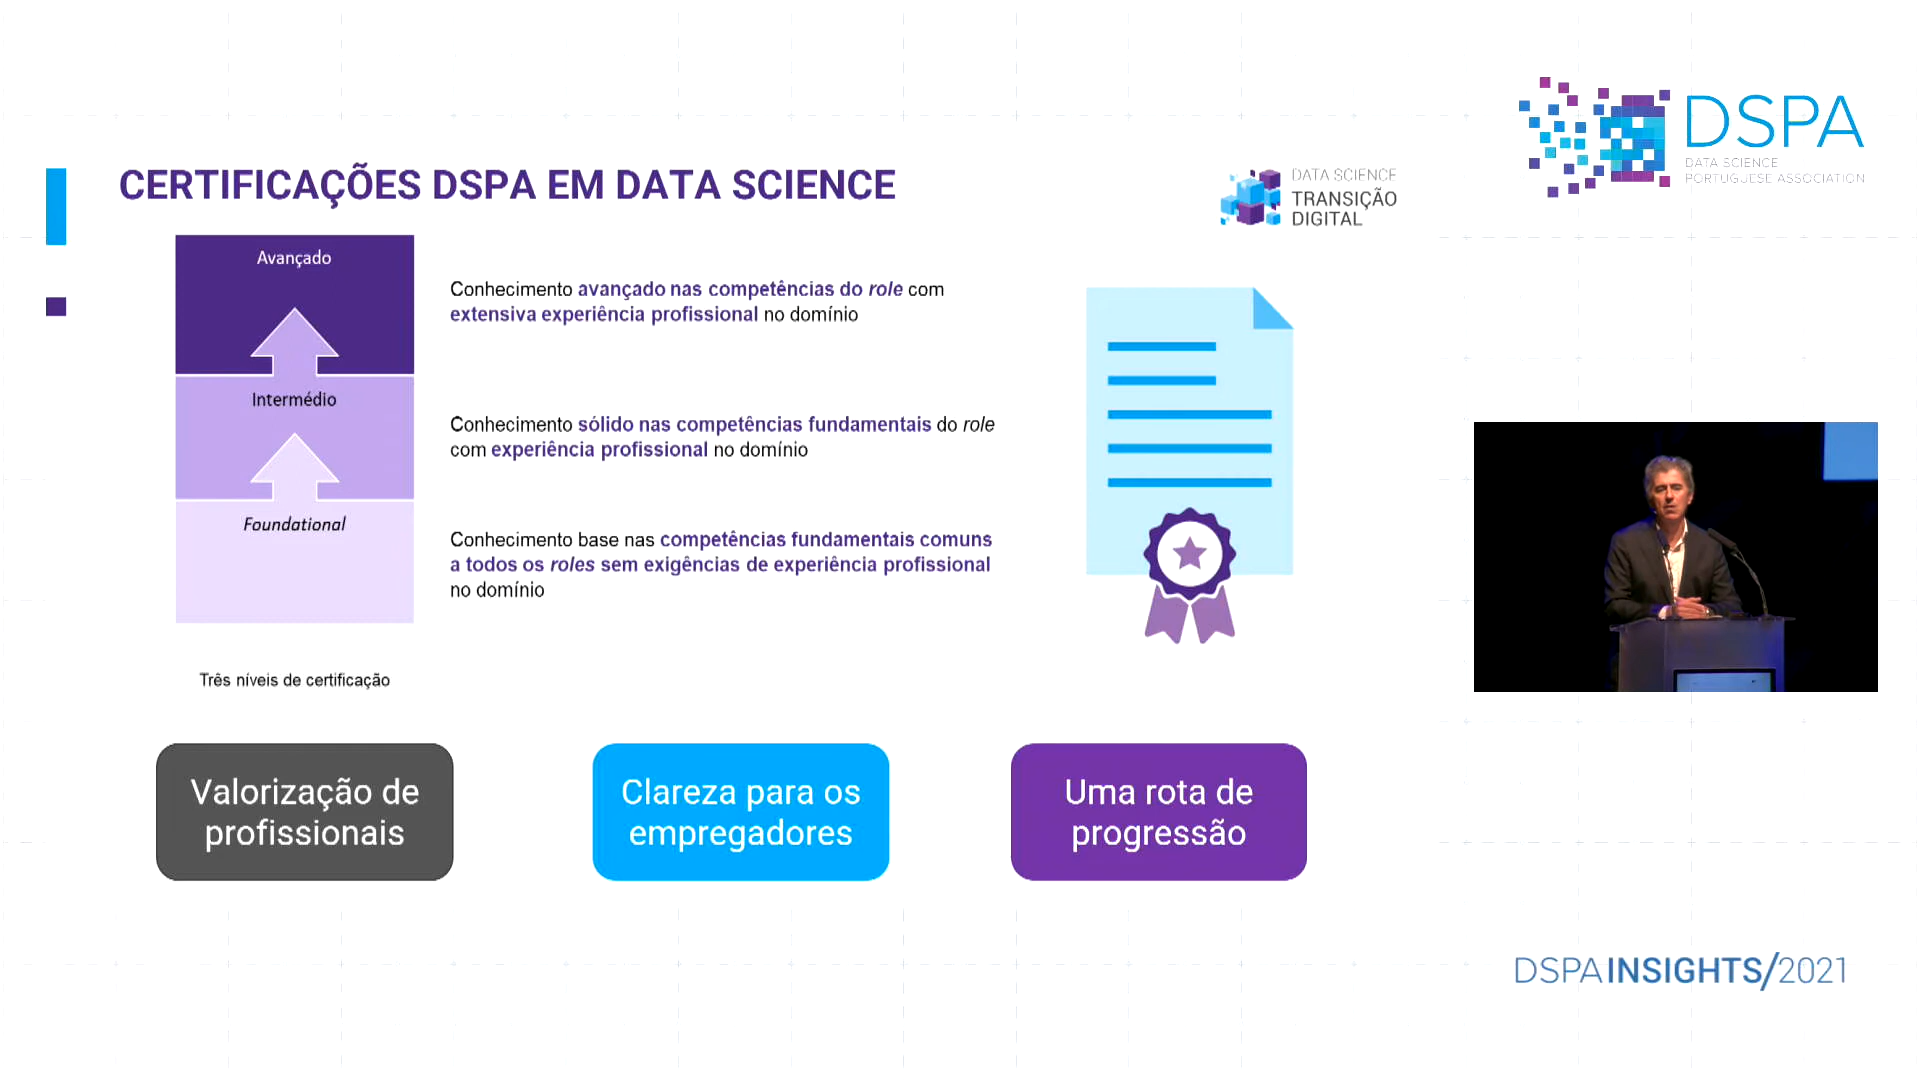 CERTIFICAÇÕES DSPA EM DATA SCIENCE
DATA SCIENCE
TRANSIÇÃO
DIGITAL
DSPA
DATA SCIENCE
PORTUGUESE ASSOCIATION
Avançado
Conhecimento avançado nas competências do role com
extensiva experiência profissional no domínio
Intermédio
Conhecimento sólido nas competências fundamentais do role
com experiência profissional no domínio
Foundational
Conhecimento base nas competências fundamentais comuns
a todos os roles sem exigências de experiência profissional
no domínio
Três níveis de certificação
Valorização de
profissionais
Clareza para os
empregadores
Uma rota de
progressão
DSPAINSIGHTS/2021